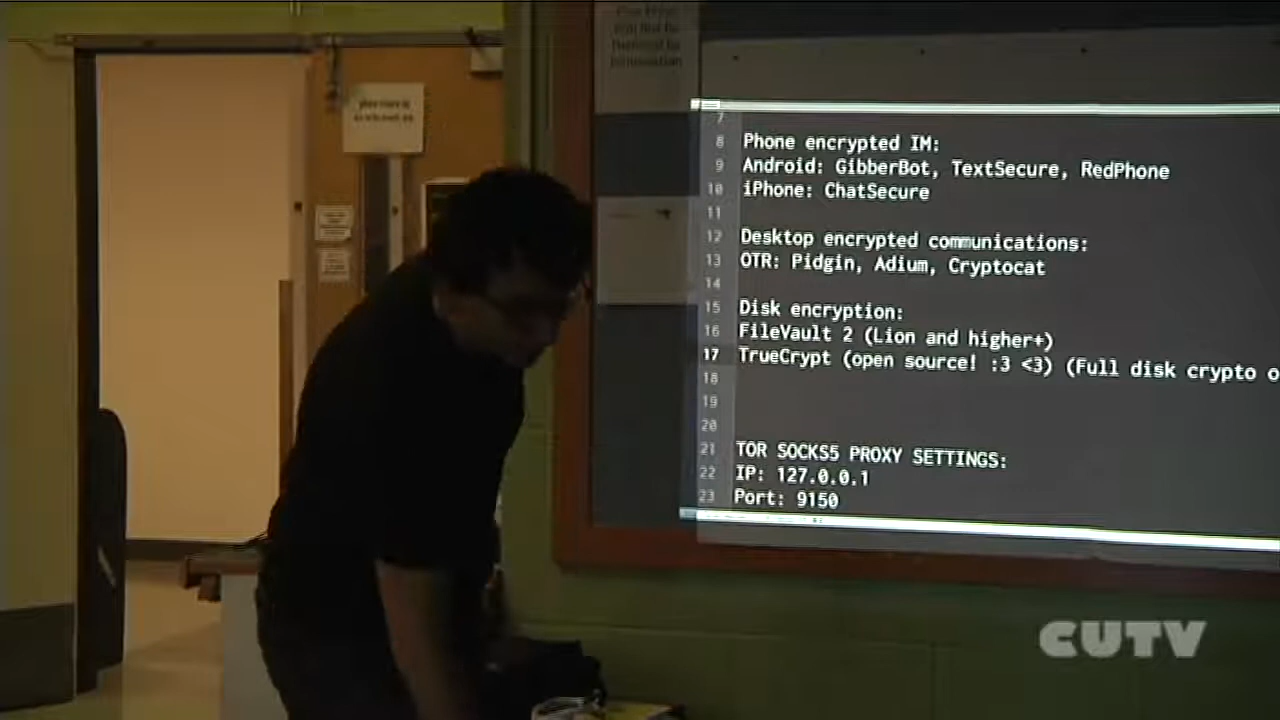 7
8 Phone encrypted IM:
9 Android: GibberBot, TextSecure, RedPhone
10 iPhone: ChatSecure
11
12 Desktop encrypted communications:
13 OTR: Pidgin, Adium, Cryptocat
14
15 Disk encryption:
16 FileVault 2 (Lion and higher+)
17 TrueCrypt (open source! :3 <3) (Full disk crypto o
18
19
20
21 TOR SOCKS5 PROXY SETTINGS:
22 IP: 127.0.0.1
23 Port: 9150
CUTV